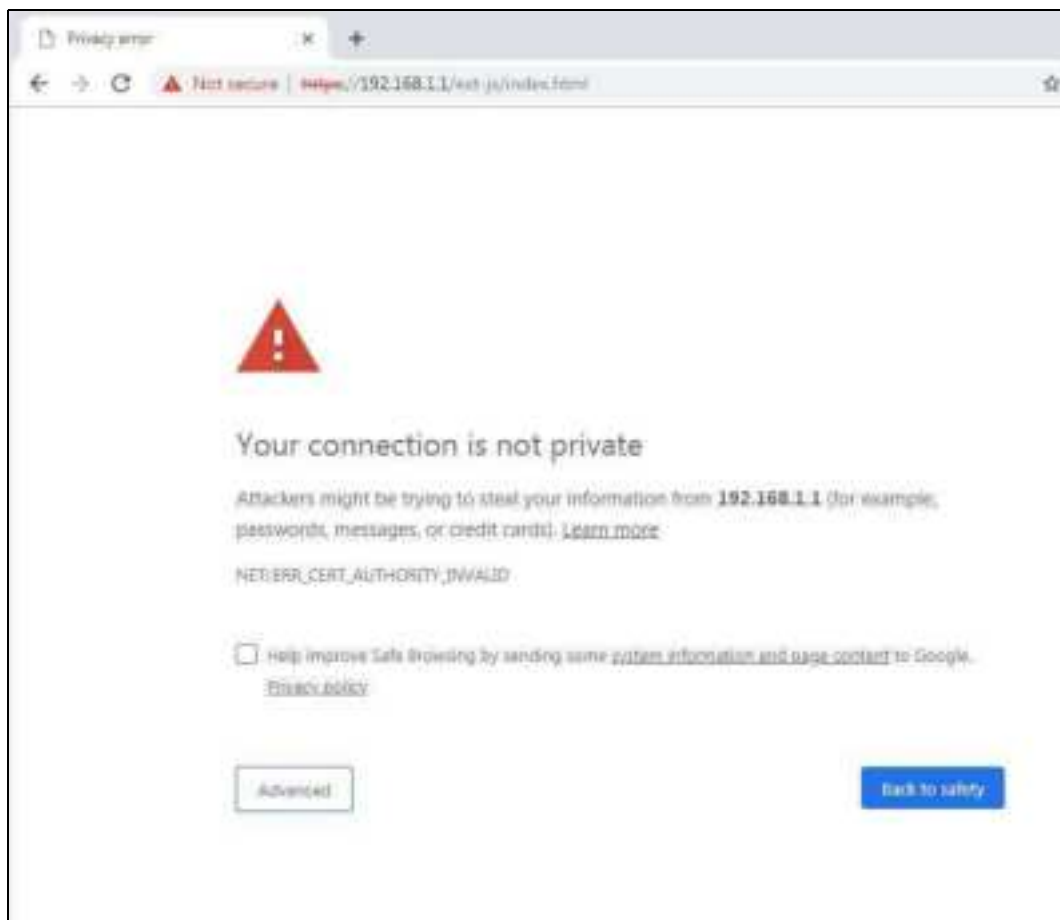 Privacy error
Not secure | https://192.168.1.1/ext-js/index.html
Your connection is not private
Attackers might be trying to steal your information from 192.168.1.1 (for example,
passwords, messages, or credit cards). Learn more
NET::ERR_CERT_AUTHORITY_INVALID
Help improve Safe Browsing by sending some system information and page content to Google.
Privacy policy
Advanced
Back to safety